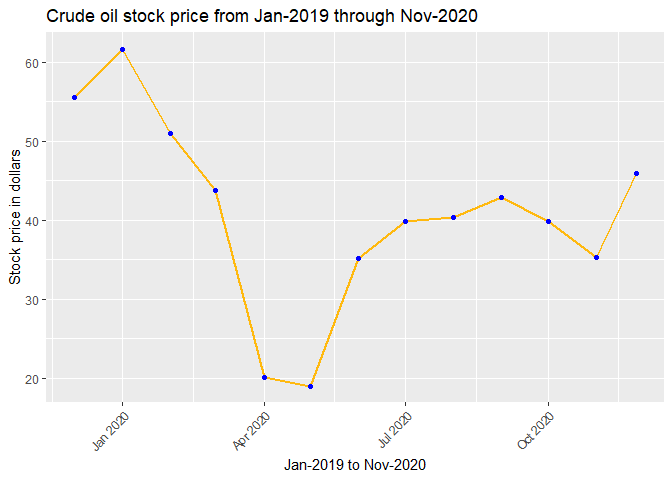 Crude oil stock price from Jan-2019 through Nov-2020
Stock price in dollars
60
50
40
30
20
Jan 2020
Apr 2020
Jul 2020
Oct 2020
Jan-2019 to Nov-2020